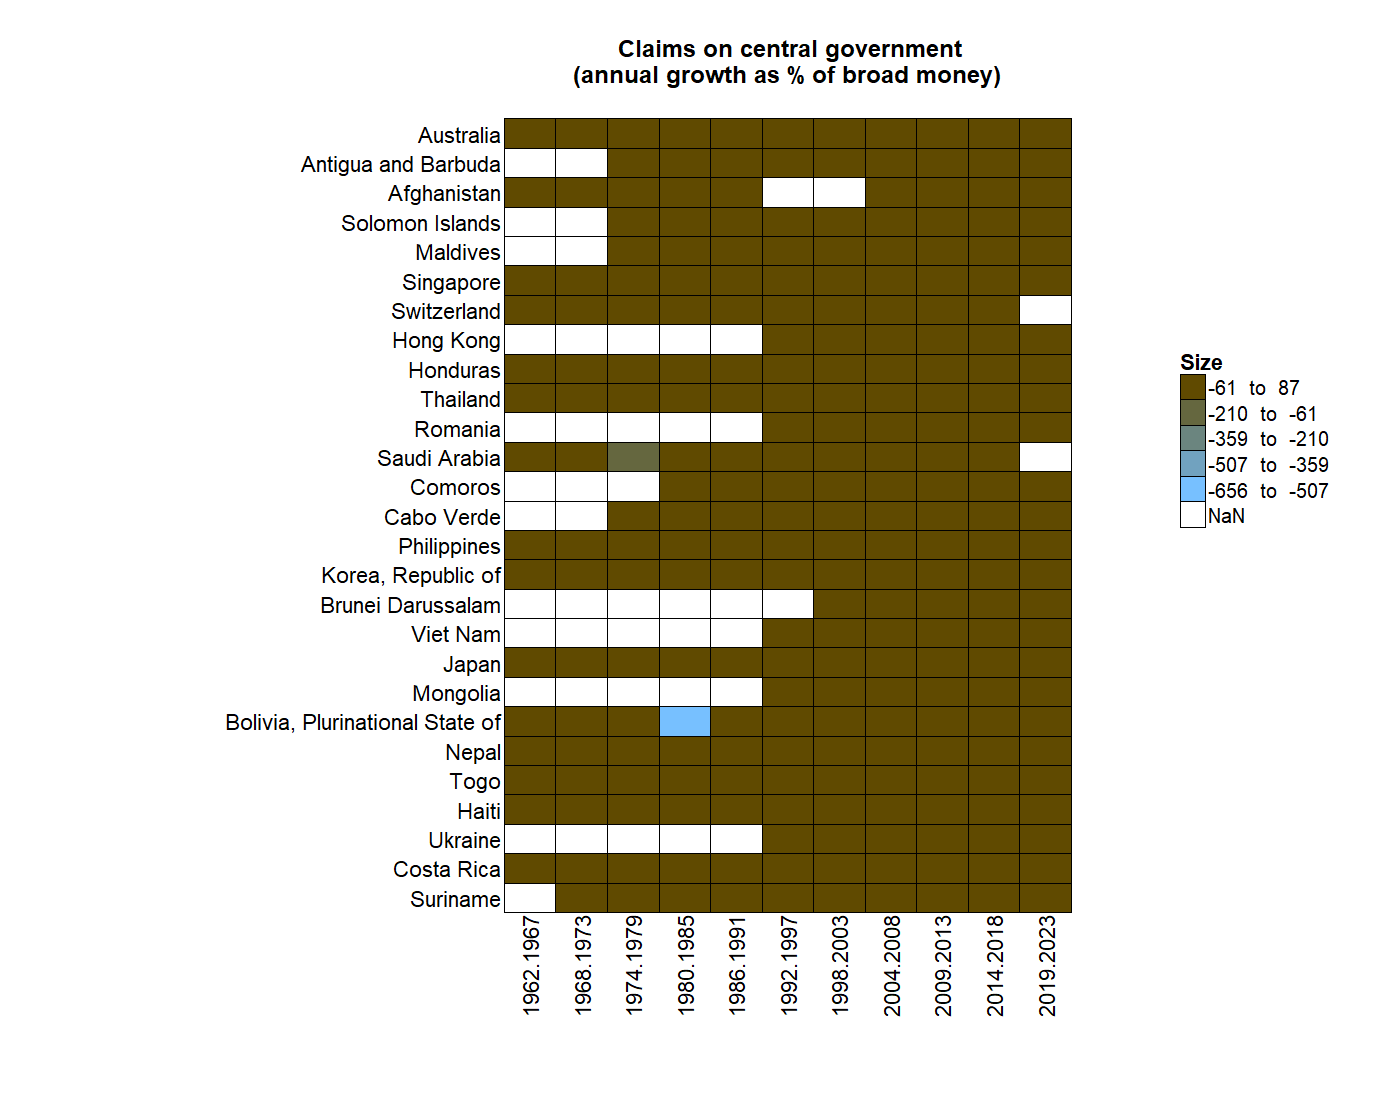 Claims on central government
(annual growth as % of broad money)
Australia
Antigua and Barbuda
Afghanistan
Solomon Islands
Maldives
Singapore
Switzerland
Hong Kong
Honduras
Thailand
Romania
Saudi Arabia
Comoros
Cabo Verde
Philippines
Korea, Republic of
Brunei Darussalam
Viet Nam
Japan
Mongolia
Bolivia, Plurinational State of
Nepal
Togo
Haiti
Ukraine
Costa Rica
Suriname
1962.1967
1968.1973
1974.1979
1980.1985
1986.1991
1992.1997
1998.2003
2004.2008
2009.2013
2014.2018
2019.2023
Size
-61 to 87
-210 to -61
-359 to -210
-507 to -359
-656 to -507
NaN